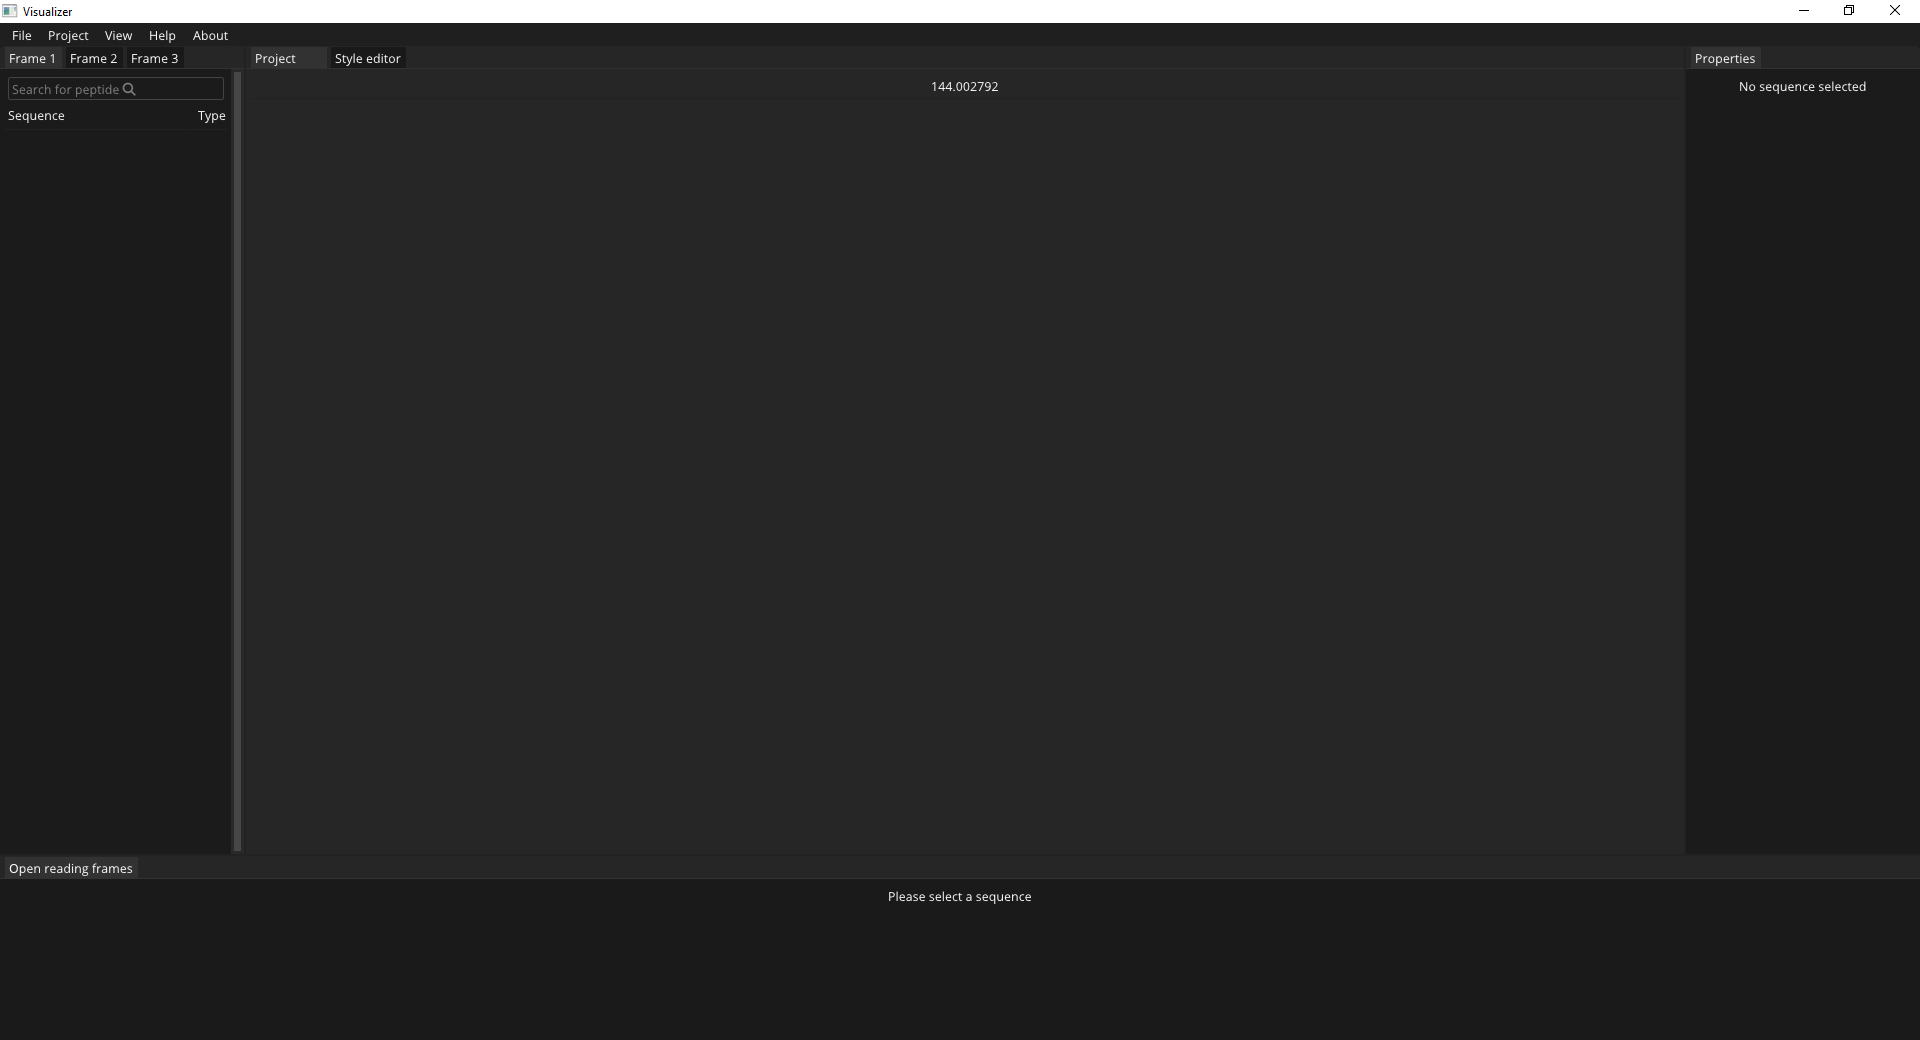 Visualizer
File Project View Help About
Frame 1 Frame 2 Frame 3 Project Style editor Properties
Search for peptide 144.002792 No sequence selected
Sequence Type
Open reading frames
Please select a sequence